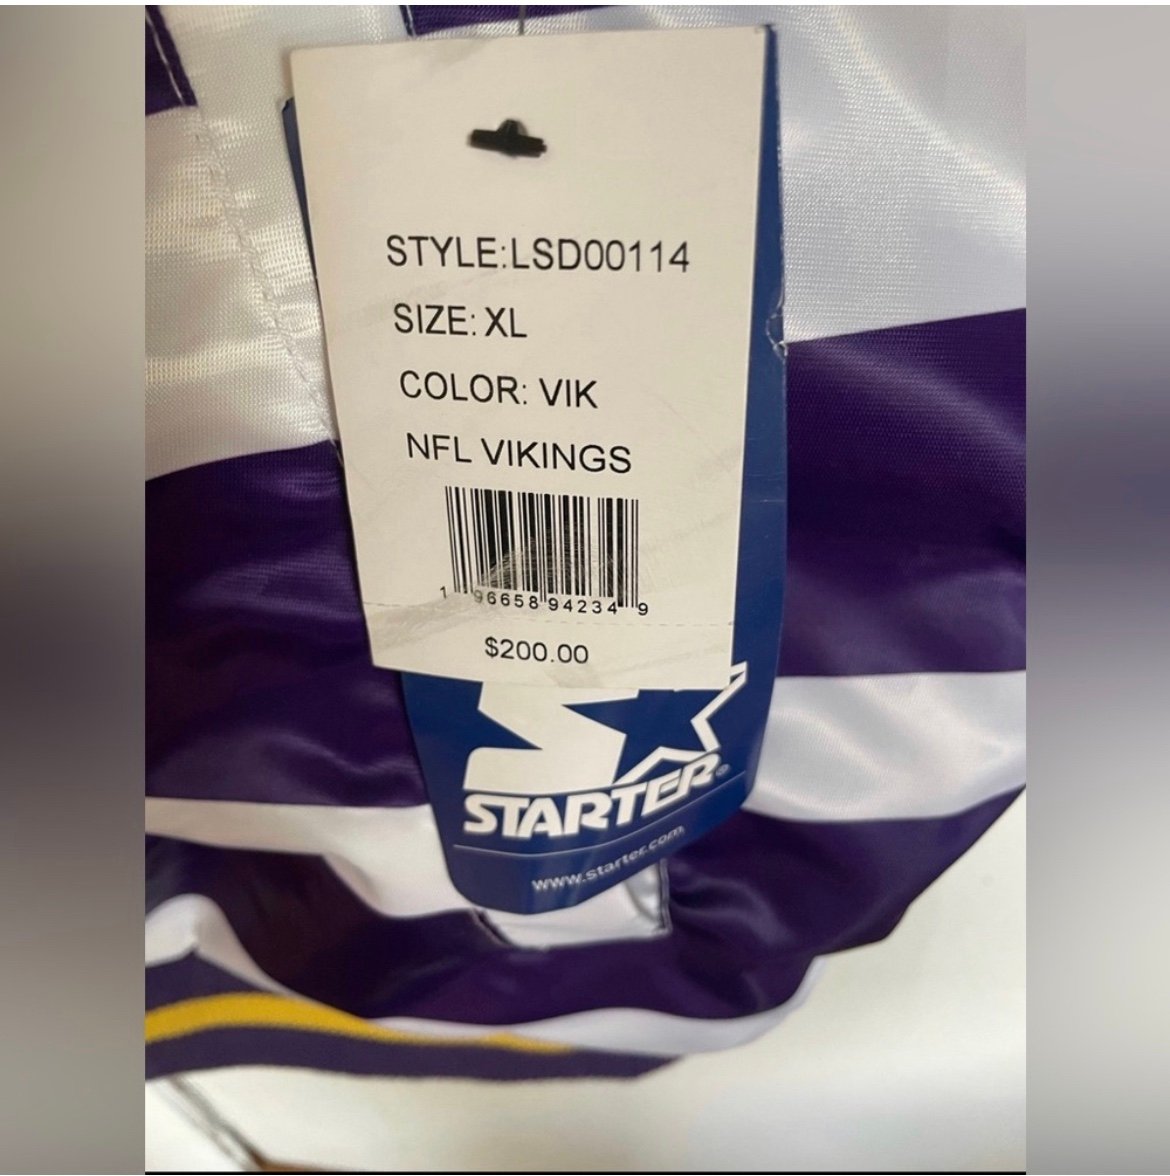 STYLE:LSD00114
SIZE: XL
COLOR: VIK
NFL VIKINGS
1 96658 94234 9
$200.00
STARTER®
www.starter.com